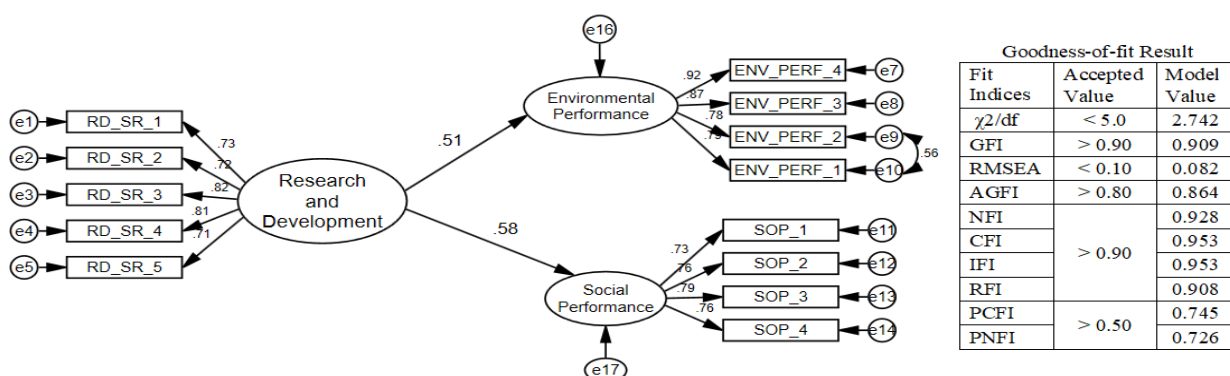 e16
e1
RD_SR_1
.73
e2
RD_SR_2
.72
e3
RD_SR_3
.82
e4
RD_SR_4
.81
e5
RD_SR_5
.71
Research
and
Development
.51
.58
Environmental
Performance
.92
ENV_PERF_4
e7
.87
ENV_PERF_3
e8
.78
ENV_PERF_2
e9
ENV_PERF_1
e10
.56
Social
Performance
e17
.73
SOP_1
e11
.76
SOP_2
e12
.79
SOP_3
e13
.76
SOP_4
e14
Goodness-of-fit Result
Fit Indices Accepted Value Model Value
χ2/df < 5.0 2.742
GFI > 0.90 0.909
RMSEA < 0.10 0.082
AGFI > 0.80 0.864
NFI > 0.90 0.928
CFI 0.953
IFI 0.953
RFI 0.908
PCFI > 0.50 0.745
PNFI 0.726